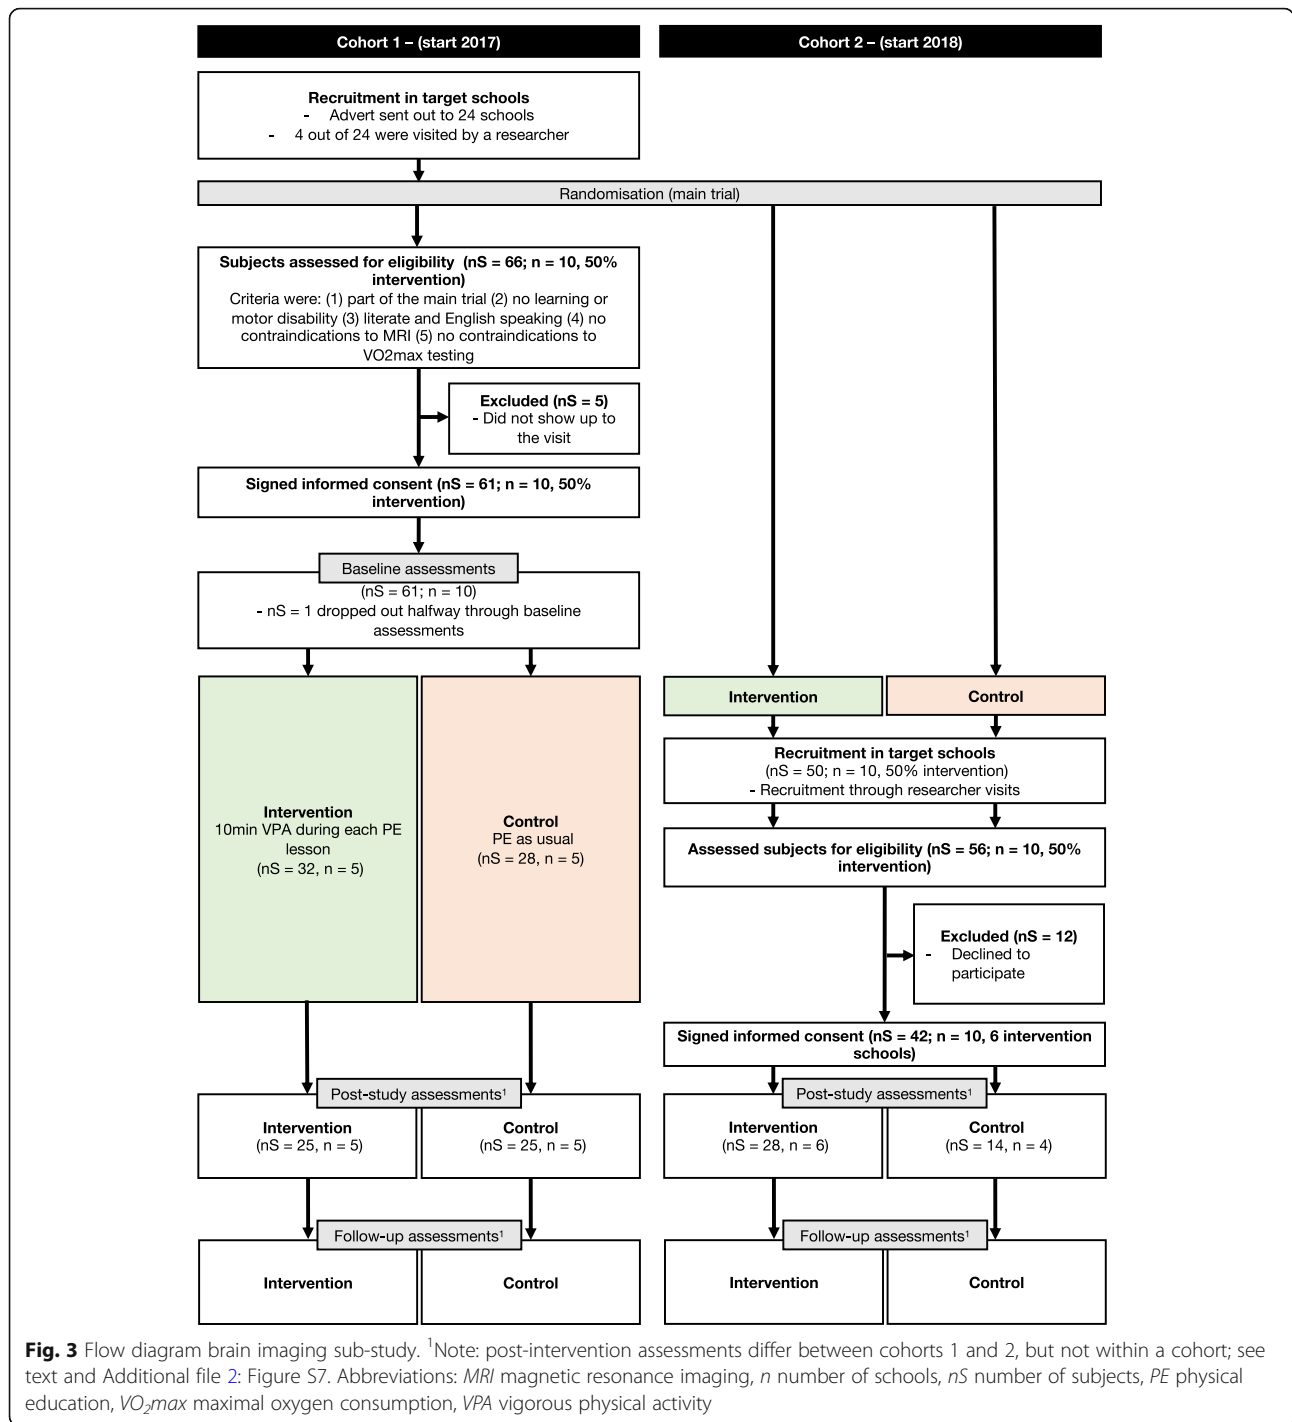 Cohort 1 – (start 2017)
Cohort 2 – (start 2018)
Recruitment in target schools
- Advert sent out to 24 schools
- 4 out of 24 were visited by a researcher
Randomisation (main trial)
Subjects assessed for eligibility (nS = 66; n = 10, 50%
intervention)
Criteria were: (1) part of the main trial (2) no learning or
motor disability (3) literate and English speaking (4) no
contraindications to MRI (5) no contraindications to
VO2max testing
Excluded (nS = 5)
- Did not show up to
the visit
Signed informed consent (nS = 61; n = 10, 50%
intervention)
Baseline assessments
(nS = 61; n = 10)
- nS = 1 dropped out halfway through baseline
assessments
Intervention
10min VPA during each PE
lesson
(nS = 32, n = 5)
Control
PE as usual
(nS = 28, n = 5)
Intervention
Control
Recruitment in target schools
(nS = 50; n = 10, 50% intervention)
- Recruitment through researcher visits
Assessed subjects for eligibility (nS = 56; n = 10, 50%
intervention)
Excluded (nS = 12)
- Declined to
participate
Signed informed consent (nS = 42; n = 10, 6 intervention
schools)
Post-study assessments¹
Intervention
(nS = 25, n = 5)
Control
(nS = 25, n = 5)
Post-study assessments¹
Intervention
(nS = 28, n = 6)
Control
(nS = 14, n = 4)
Follow-up assessments¹
Intervention
Control
Follow-up assessments¹
Intervention
Control
Fig. 3 Flow diagram brain imaging sub-study. ¹Note: post-intervention assessments differ between cohorts 1 and 2, but not within a cohort; see
text and Additional file 2: Figure S7. Abbreviations: MRI magnetic resonance imaging, n number of schools, nS number of subjects, PE physical
education, VO₂max maximal oxygen consumption, VPA vigorous physical activity